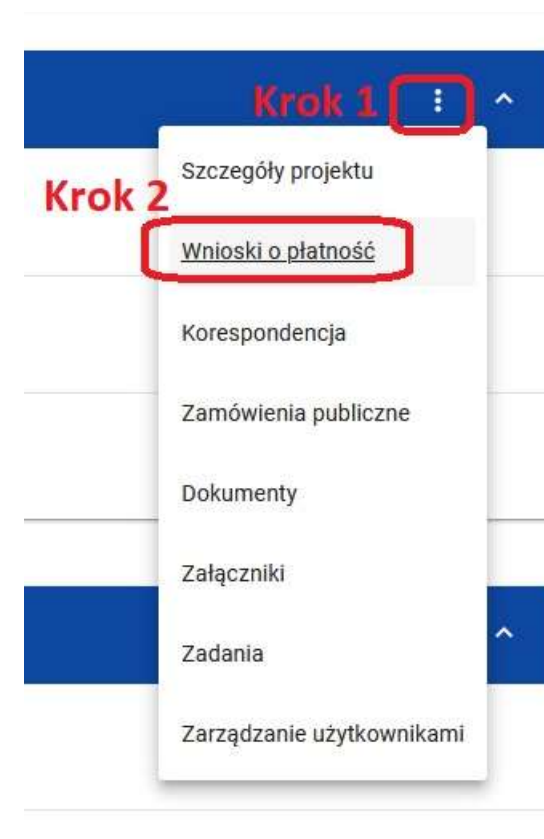 Krok 1
Szczegóły projektu
Krok 2
Wnioski o płatność
Korespondencja
Zamówienia publiczne
Dokumenty
Załączniki
Zadania
Zarządzanie użytkownikami